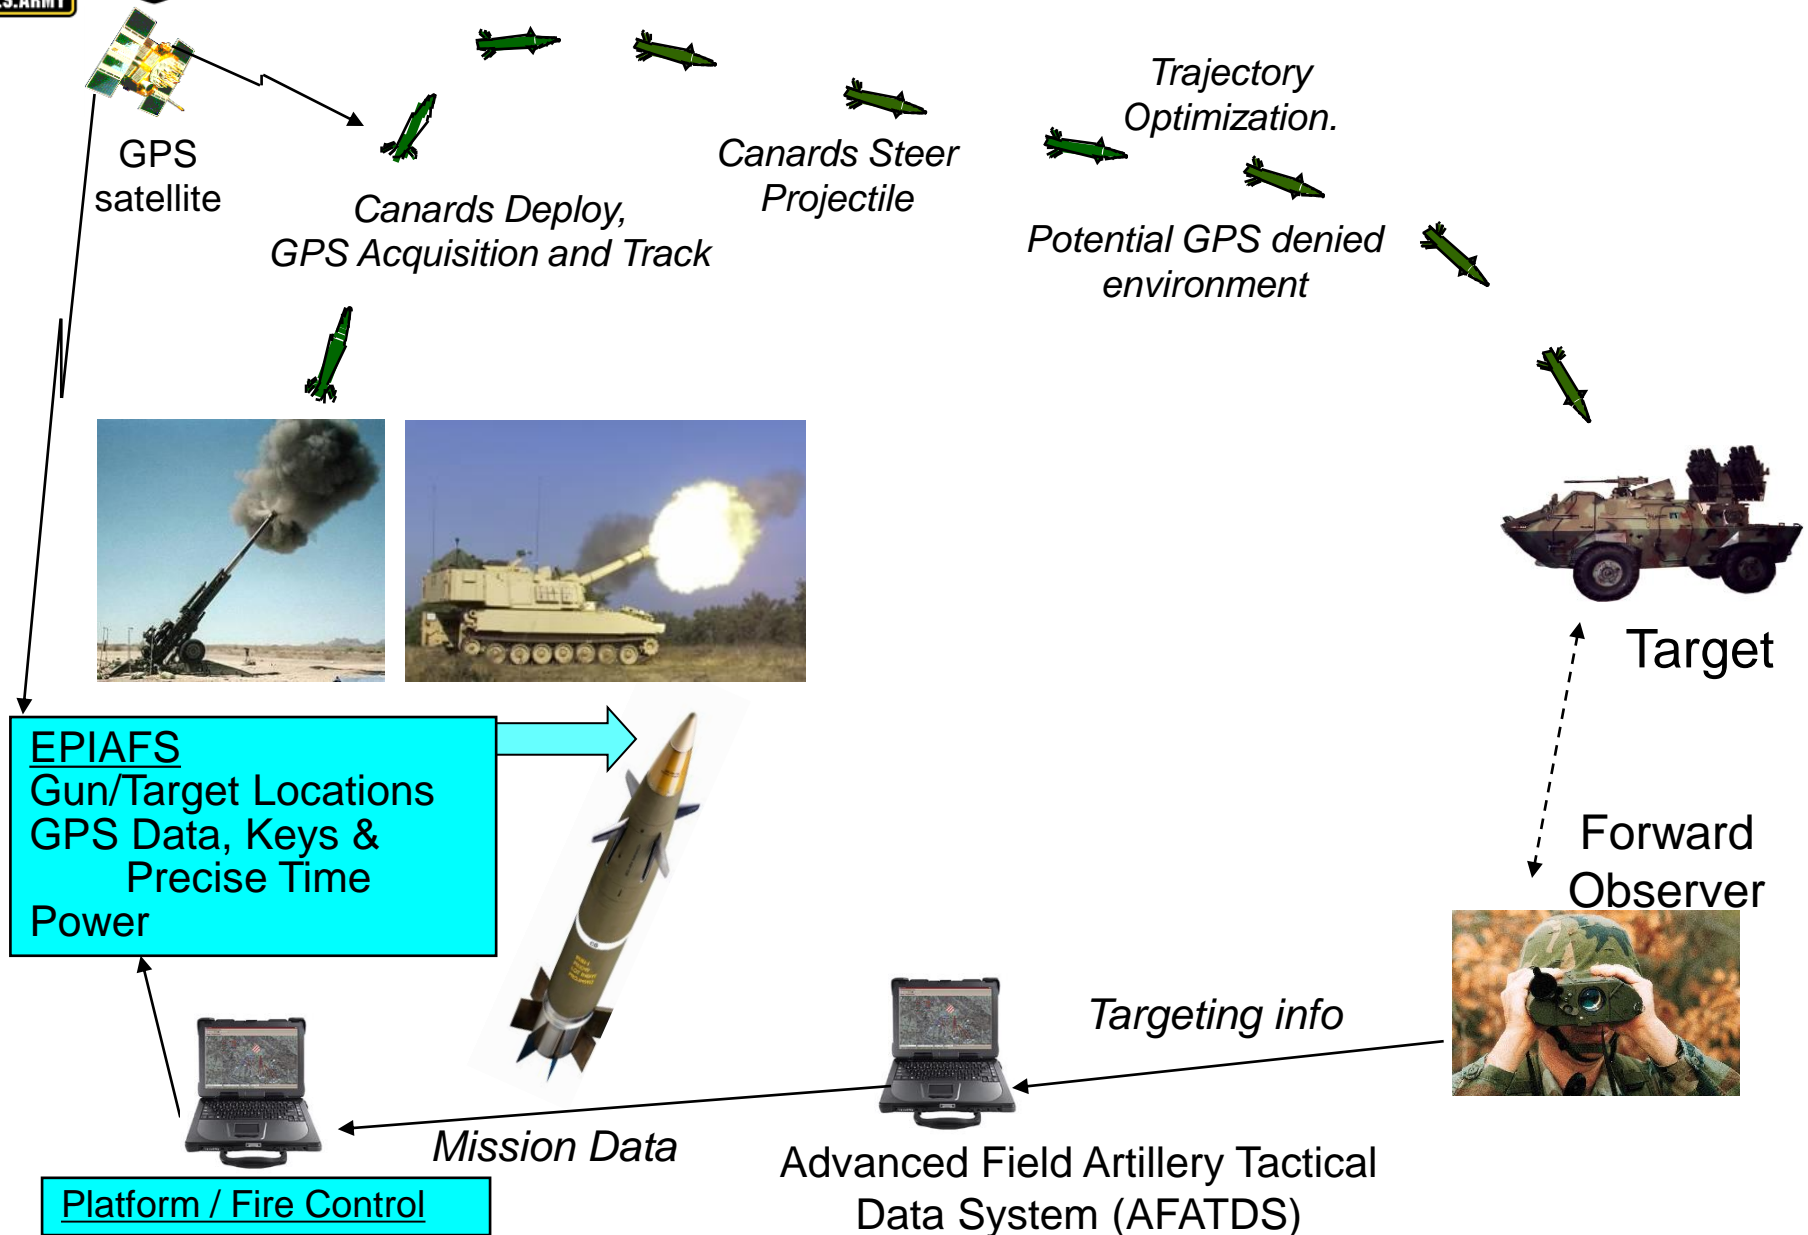 U.S.ARMY
GPS
satellite
Canards Deploy,
GPS Acquisition and Track
Canards Steer
Projectile
Trajectory
Optimization.
Potential GPS denied
environment
Target
EPIAFS
Gun/Target Locations
GPS Data, Keys &
Precise Time
Power
Forward
Observer
Targeting info
Mission Data
Advanced Field Artillery Tactical
Data System (AFATDS)
Platform / Fire Control